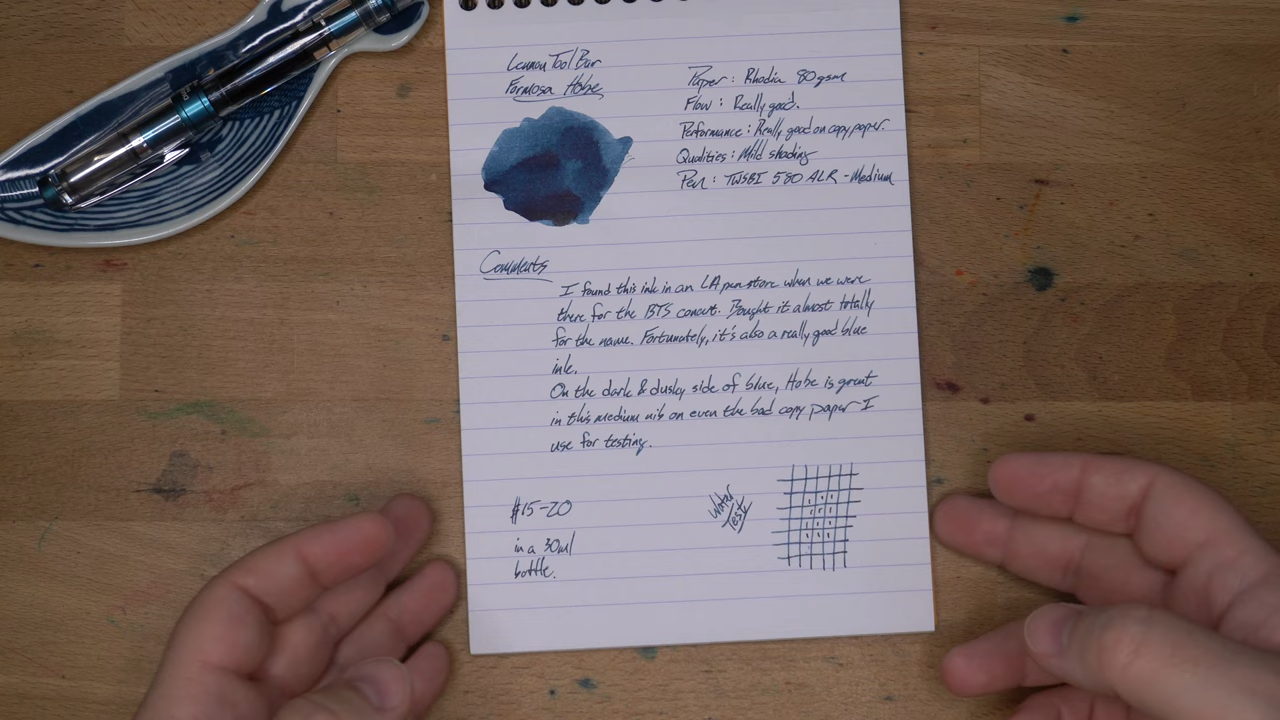 Lennon Tool Bar
Formosa Hobe
Paper: Rhodia 80gsm
Flow: Really good.
Performance: Really good on copy paper.
Qualities: Mild shading
Pen: TWSBI 580 ALR - Medium
Comments
I found this ink in an LA pen store when we were
there for the BTS concert. Bought it almost totally
for the name. Fortunately, it's also a really good blue
ink.
On the dark & dusky side of blue, Hobe is great
in this medium nib on even the bad copy paper I
use for testing.
$15-20
in a 30ml
bottle.
Water
Test